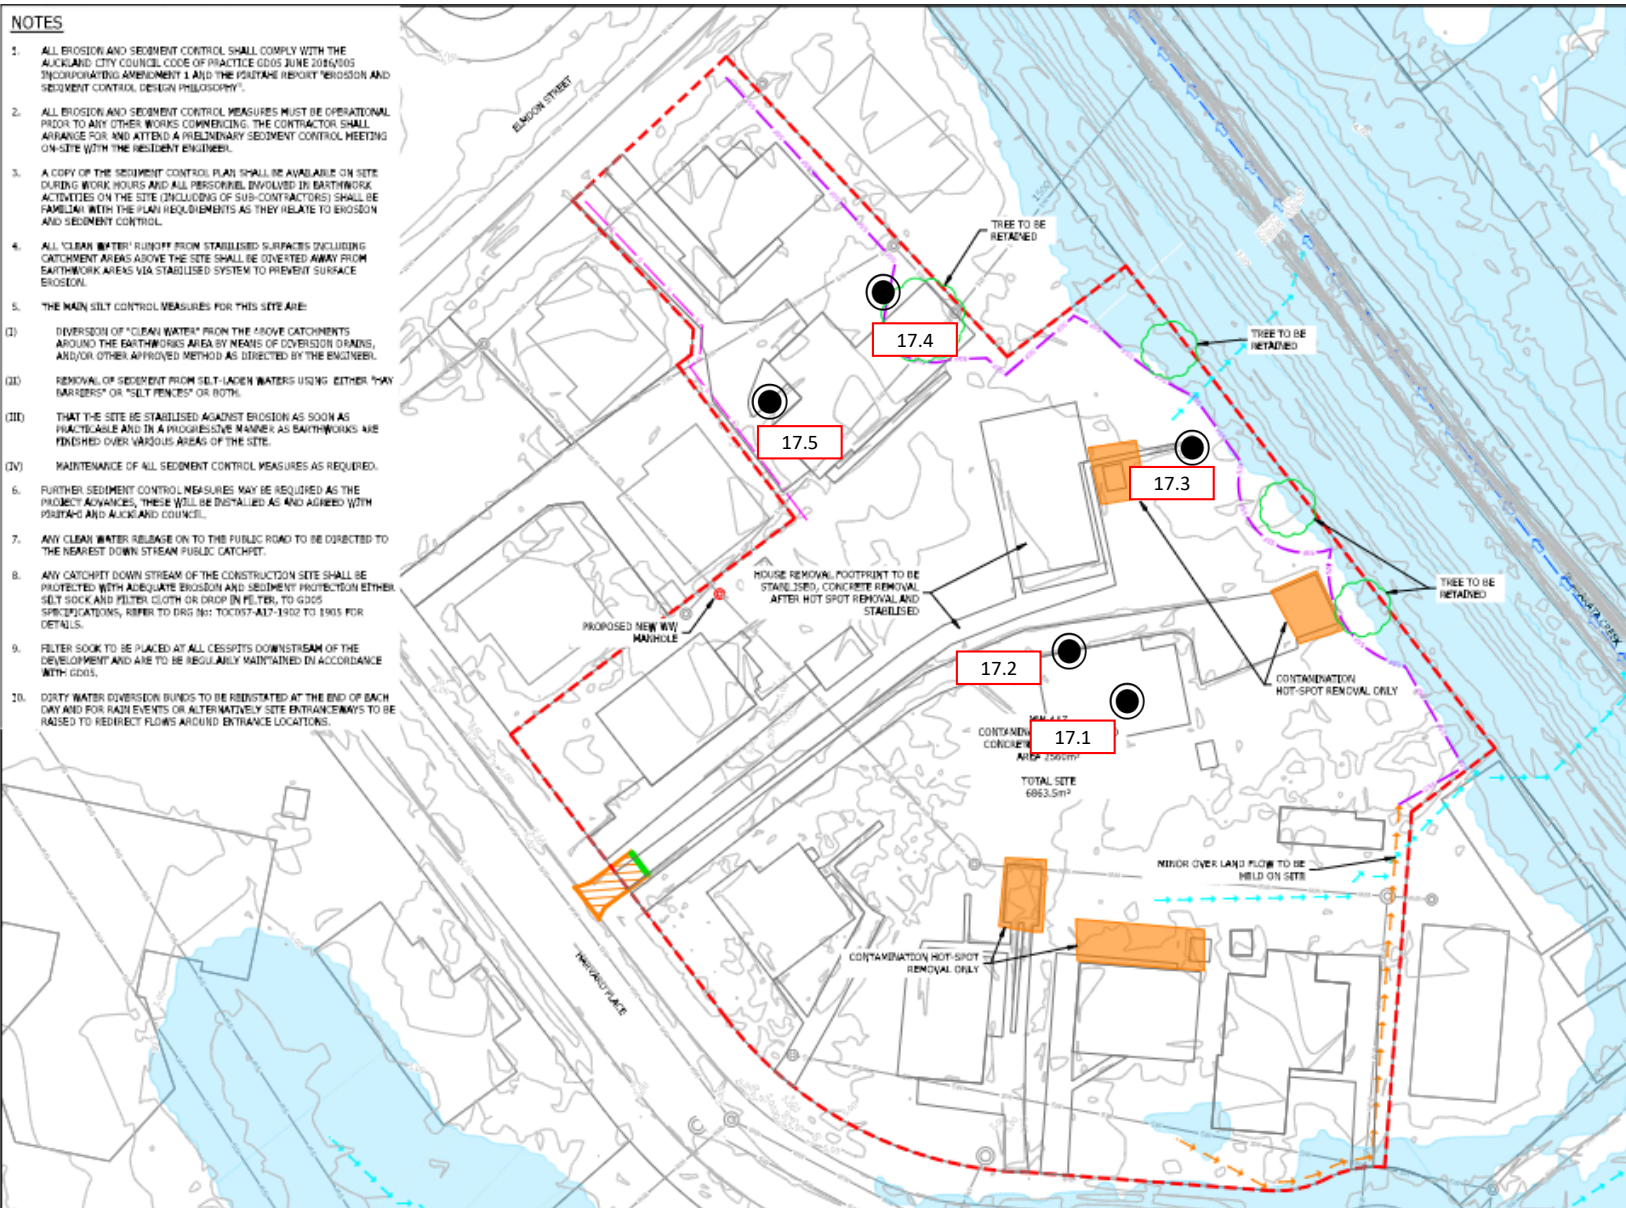 NOTES
1. ALL EROSION AND SEDIMENT CONTROL SHALL COMPLY WITH THE
AUCKLAND CITY COUNCIL CODE OF PRACTICE GD05 JUNE 2016/005
INCORPORATING AMENDMENT 1 AND THE PIRITAHI REPORT "EROSION AND
SEDIMENT CONTROL DESIGN PHILOSOPHY".
2. ALL EROSION AND SEDIMENT CONTROL MEASURES MUST BE OPERATIONAL
PRIOR TO ANY OTHER WORKS COMMENCING. THE CONTRACTOR SHALL
ARRANGE FOR AND ATTEND A PRELIMINARY SEDIMENT CONTROL MEETING
ON-SITE WITH THE RESIDENT ENGINEER.
3. A COPY OF THE SEDIMENT CONTROL PLAN SHALL BE AVAILABLE ON SITE
DURING WORK HOURS AND ALL PERSONNEL INVOLVED IN EARTHWORK
ACTIVITIES ON THE SITE (INCLUDING OF SUB-CONTRACTORS) SHALL BE
FAMILIAR WITH THE PLAN REQUIREMENTS AS THEY RELATE TO EROSION
AND SEDIMENT CONTROL.
4. ALL 'CLEAN WATER' RUNOFF FROM STABILISED SURFACES INCLUDING
CATCHMENT AREAS ABOVE THE SITE SHALL BE DIVERTED AWAY FROM
EARTHWORK AREAS VIA STABILISED SYSTEM TO PREVENT SURFACE
EROSION.
5. THE MAIN SILT CONTROL MEASURES FOR THIS SITE ARE:
(I) DIVERSION OF "CLEAN WATER" FROM THE ABOVE CATCHMENTS
AROUND THE EARTHWORKS AREA BY MEANS OF DIVERSION DRAINS,
AND/OR OTHER APPROVED METHOD AS DIRECTED BY THE ENGINEER.
(II) REMOVAL OF SEDIMENT FROM SILT-LADEN WATERS USING EITHER "HAY
BARRIERS" OR "SILT FENCES" OR BOTH.
(III) THAT THE SITE BE STABILISED AGAINST EROSION AS SOON AS
PRACTICABLE AND IN A PROGRESSIVE MANNER AS EARTHWORKS ARE
FINISHED OVER VARIOUS AREAS OF THE SITE.
(IV) MAINTENANCE OF ALL SEDIMENT CONTROL MEASURES AS REQUIRED.
6. FURTHER SEDIMENT CONTROL MEASURES MAY BE REQUIRED AS THE
PROJECT ADVANCES, THESE WILL BE INSTALLED AS AND AGREED WITH
PIRITAHI AND AUCKLAND COUNCIL.
7. ANY CLEAN WATER RELEASE ON TO THE PUBLIC ROAD TO BE DIRECTED TO
THE NEAREST DOWN STREAM PUBLIC CATCHPIT.
8. ANY CATCHPIT DOWN STREAM OF THE CONSTRUCTION SITE SHALL BE
PROTECTED WITH ADEQUATE EROSION AND SEDIMENT PROTECTION EITHER
SILT SOCK AND FILTER CLOTH OR DROP IN FILTER, TO GD05
SPECIFICATIONS, REFER TO DRG No: TOC057-A17-1902 TO 1905 FOR
DETAILS.
9. FILTER SOCK TO BE PLACED AT ALL CESSPITS DOWNSTREAM OF THE
DEVELOPMENT AND ARE TO BE REGULARLY MAINTAINED IN ACCORDANCE
WITH GD05.
10. DIRTY WATER DIVERSION BUNDS TO BE REINSTATED AT THE END OF EACH
DAY AND FOR RAIN EVENTS OR ALTERNATIVELY SITE ENTRANCEWAYS TO BE
RAISED TO REDIRECT FLOWS AROUND ENTRANCE LOCATIONS.
ELMDON STREET
TREE TO BE
RETAINED
TREE TO BE
RETAINED
17.4
17.5
17.3
HOUSE REMOVAL FOOTPRINT TO BE
STABILISED, CONCRETE REMOVAL
AFTER HOT SPOT REMOVAL AND
STABILISED
TREE TO BE
RETAINED
PROPOSED NEW WW
MANHOLE
17.2
CONTAMINATION
HOT-SPOT REMOVAL ONLY
17.1
AREA 2560m²
TOTAL SITE
6863.5m²
MINOR OVER LAND FLOW TO BE
HELD ON SITE
CONTAMINATION HOT-SPOT
REMOVAL ONLY
HARVARD PLACE